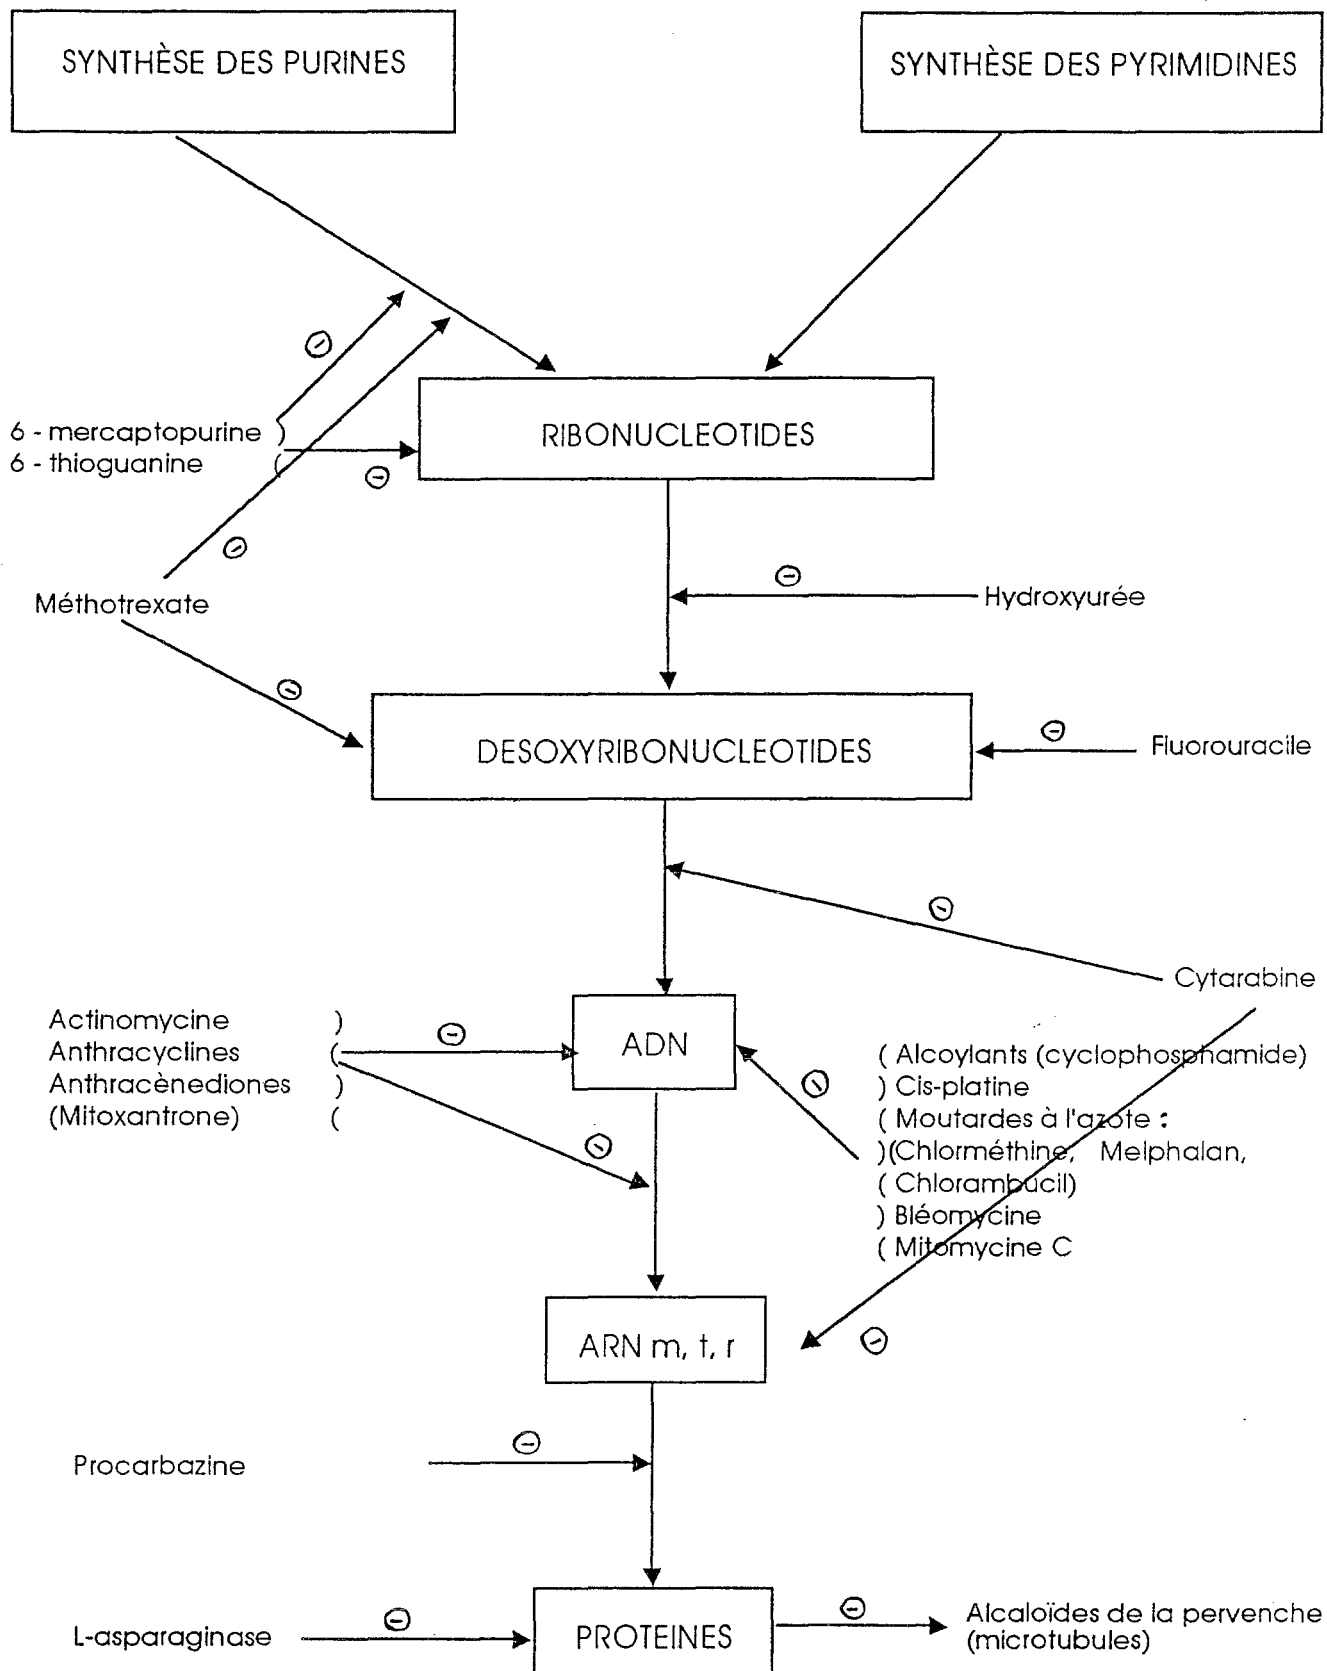 SYNTHÈSE DES PURINES
SYNTHÈSE DES PYRIMIDINES
⊖
6 - mercaptopurine )
6 - thioguanine (
⊖
RIBONUCLEOTIDES
⊖
Méthotrexate
⊖
Hydroxyurée
⊖
DESOXYRIBONUCLEOTIDES
⊖
Fluorouracile
⊖
Cytarabine
Actinomycine )
Anthracyclines (
Anthracènediones )
(Mitoxantrone) (
⊖
ADN
⊖
⊖
( Alcoylants (cyclophosphamide)
) Cis-platine
( Moutardes à l'azote :
)(Chlorméthine, Melphalan,
( Chlorambucil)
) Bléomycine
( Mitomycine C
ARN m, t, r
⊖
Procarbazine
⊖
L-asparaginase
⊖
PROTEINES
⊖
Alcaloïdes de la pervenche
(microtubules)